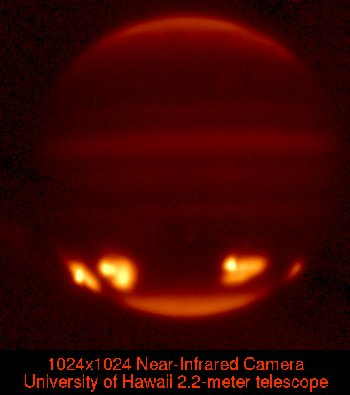 1024x1024 Near-Infrared Camera
University of Hawaii 2.2-meter telescope